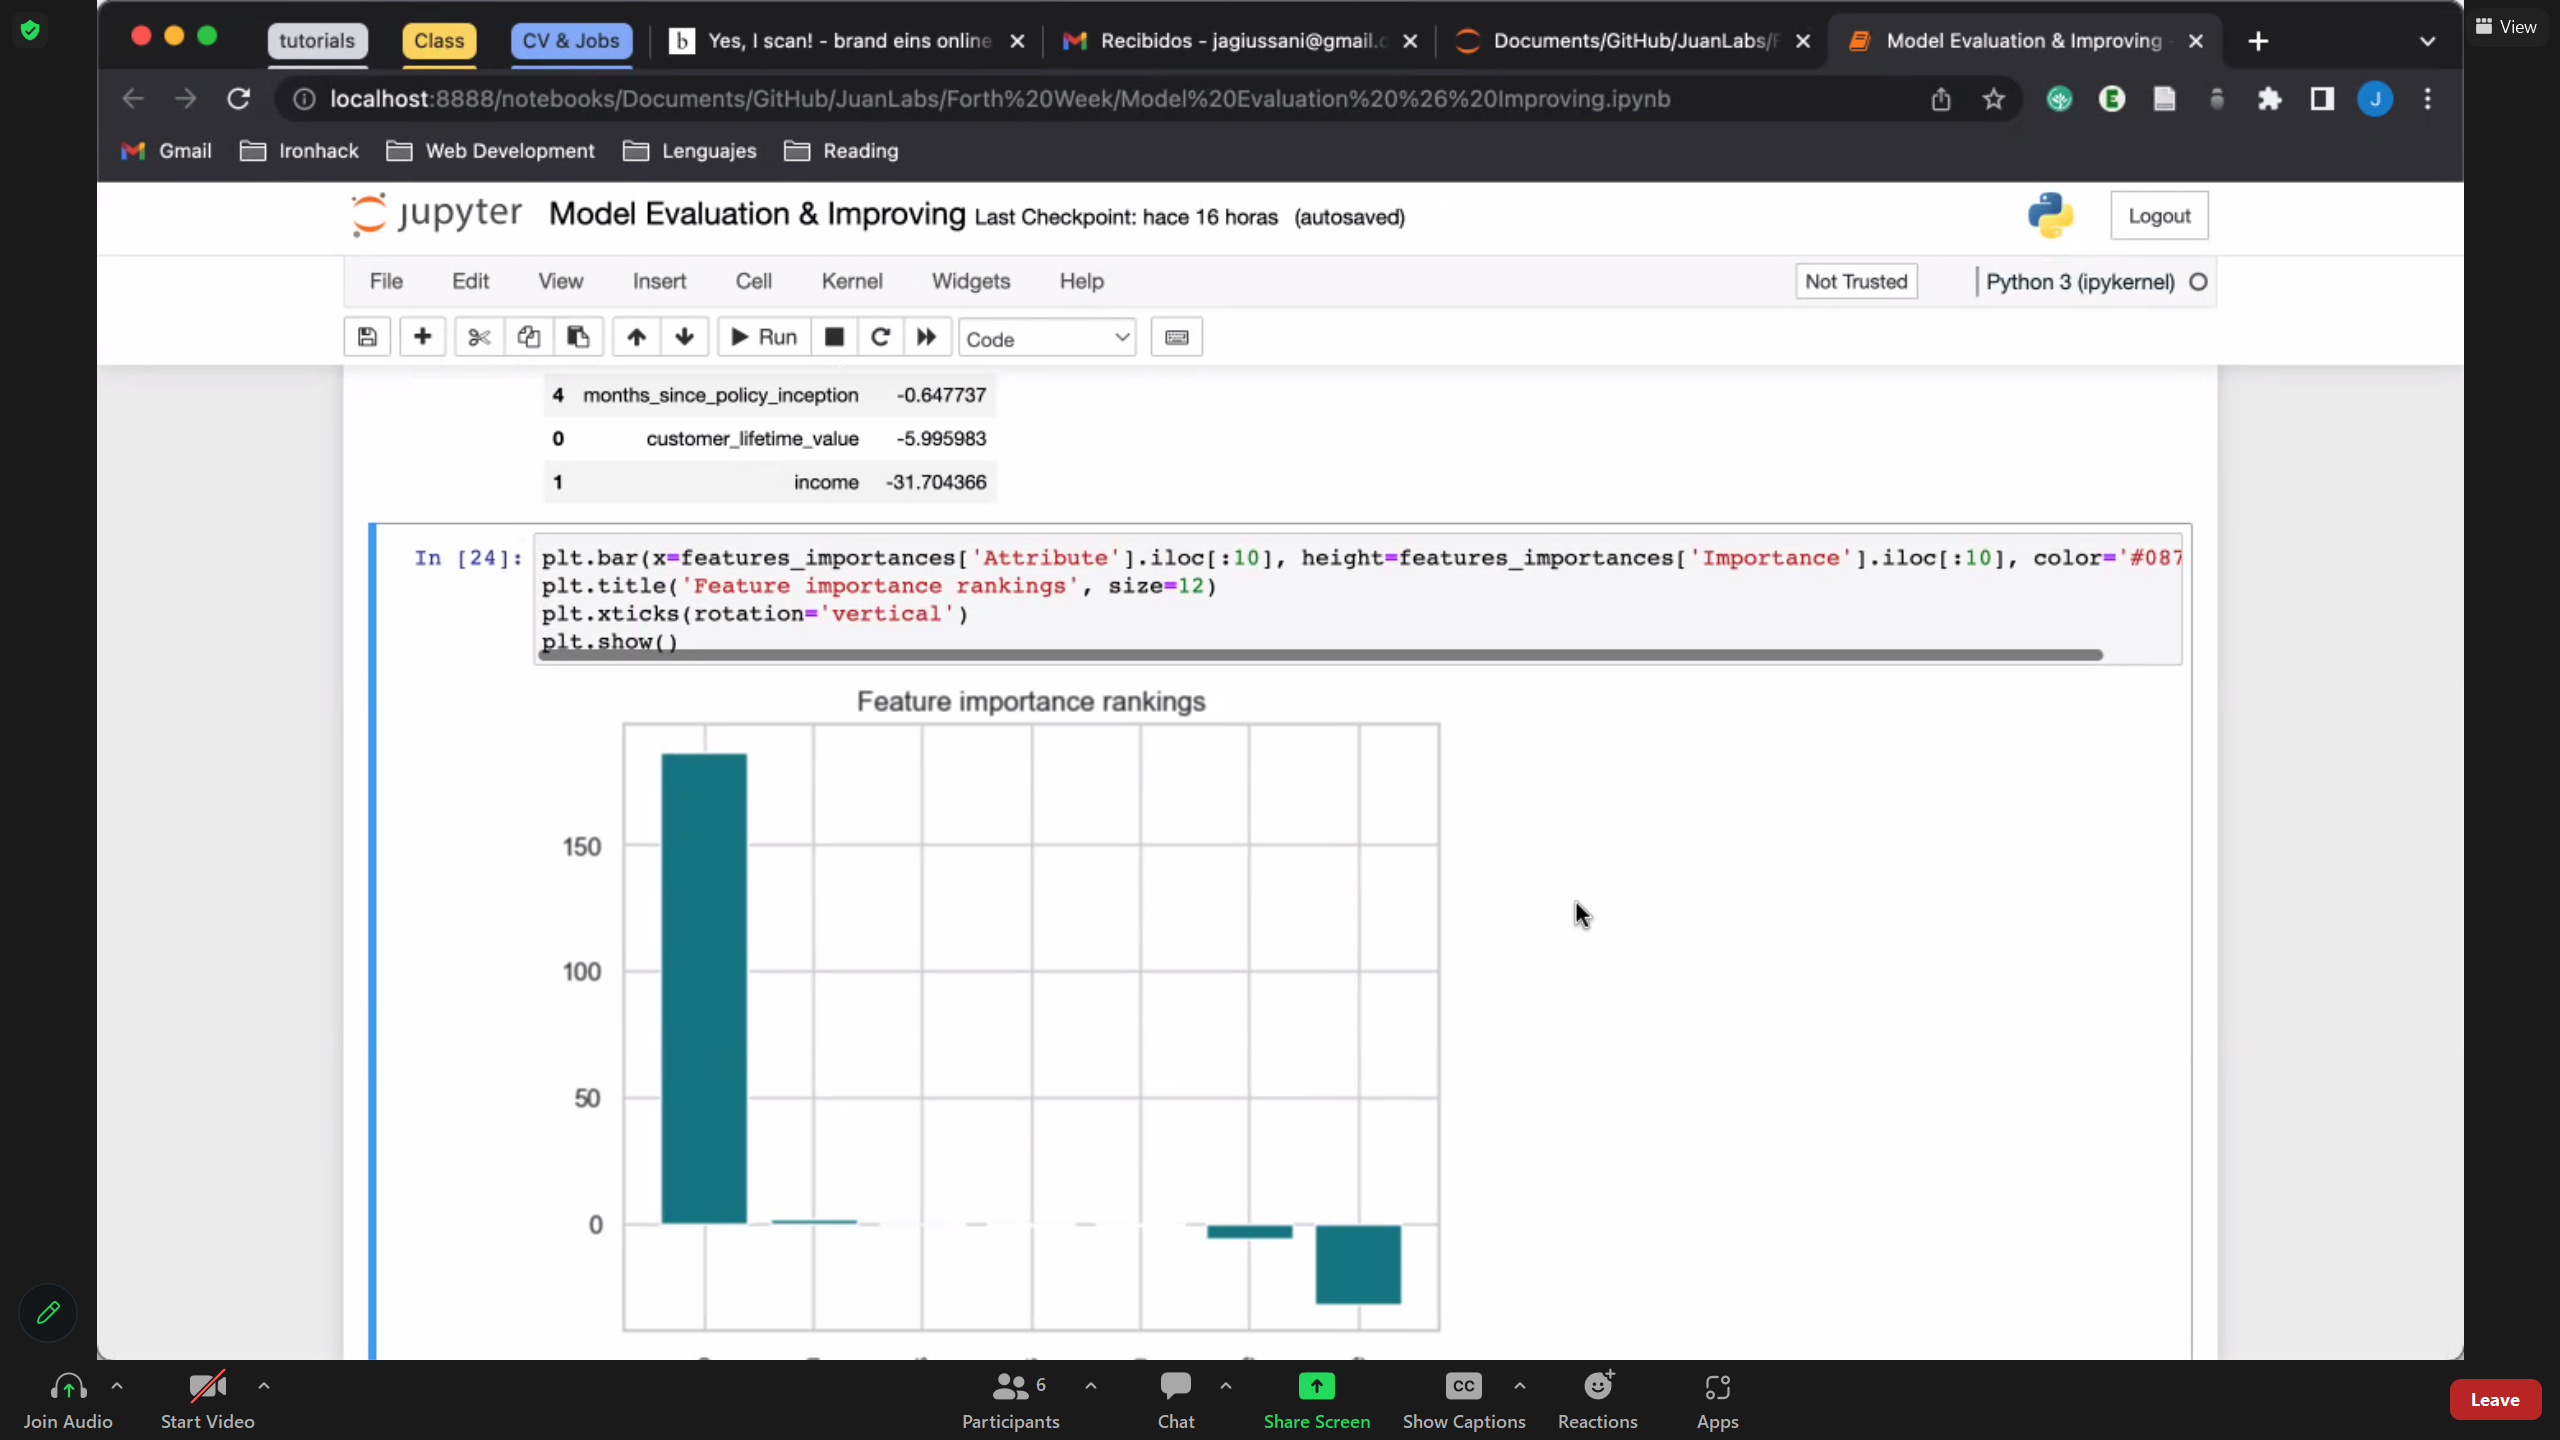 tutorials
Class
CV & Jobs
b Yes, I scan! - brand eins online
Recibidos - jagiussani@gmail.c
Documents/GitHub/JuanLabs/F
Model Evaluation & Improving -
View
localhost:8888/notebooks/Documents/GitHub/JuanLabs/Forth%20Week/Model%20Evaluation%20%26%20Improving.ipynb
E
J
Gmail
Ironhack
Web Development
Lenguajes
Reading
jupyter Model Evaluation & Improving Last Checkpoint: hace 16 horas (autosaved)
Logout
File Edit View Insert Cell Kernel Widgets Help
Not Trusted
Python 3 (ipykernel)
Run
Code
4 months_since_policy_inception -0.647737
0 customer_lifetime_value -5.995983
1 income -31.704366
In [24]: plt.bar(x=features_importances['Attribute'].iloc[:10], height=features_importances['Importance'].iloc[:10], color='#087
plt.title('Feature importance rankings', size=12)
plt.xticks(rotation='vertical')
plt.show()
Feature importance rankings
150
100
50
0
Join Audio
Start Video
6
Participants
Chat
Share Screen
CC
Show Captions
Reactions
Apps
Leave